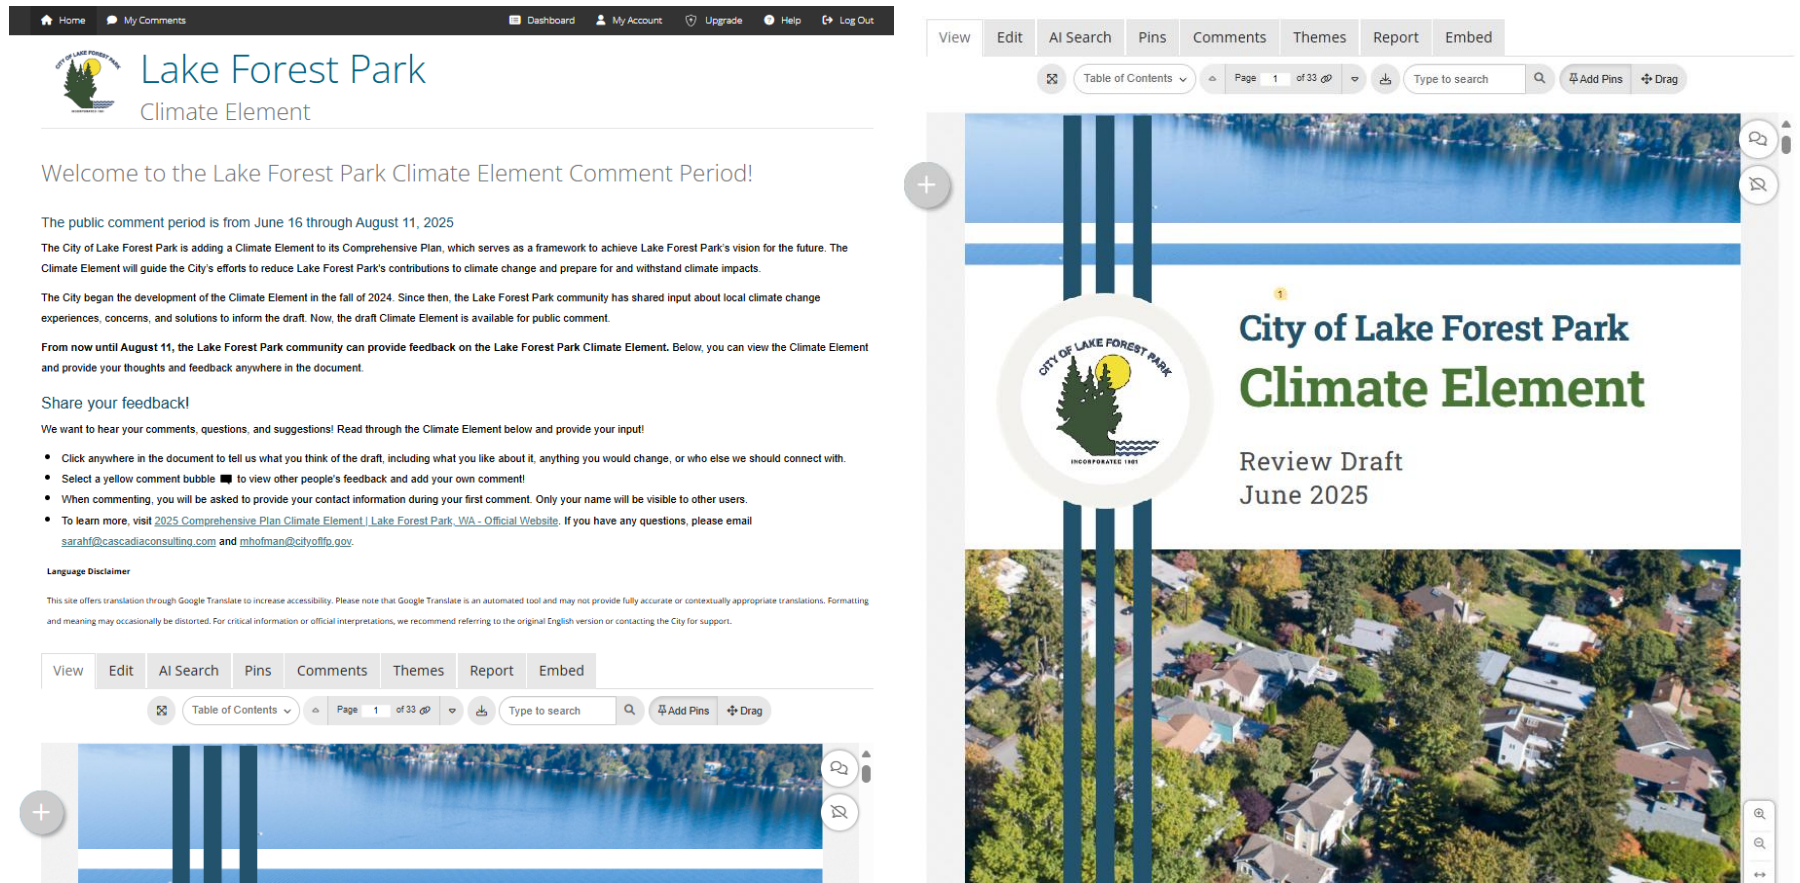 Home My Comments Dashboard My Account Upgrade Help Log Out
CITY OF LAKE FOREST PARK
INCORPORATED 1961
Lake Forest Park
Climate Element
Welcome to the Lake Forest Park Climate Element Comment Period!
The public comment period is from June 16 through August 11, 2025
The City of Lake Forest Park is adding a Climate Element to its Comprehensive Plan, which serves as a framework to achieve Lake Forest Park's vision for the future. The
Climate Element will guide the City's efforts to reduce Lake Forest Park's contributions to climate change and prepare for and withstand climate impacts.
The City began the development of the Climate Element in the fall of 2024. Since then, the Lake Forest Park community has shared input about local climate change
experiences, concerns, and solutions to inform the draft. Now, the draft Climate Element is available for public comment.
From now until August 11, the Lake Forest Park community can provide feedback on the Lake Forest Park Climate Element. Below, you can view the Climate Element
and provide your thoughts and feedback anywhere in the document.
Share your feedback!
We want to hear your comments, questions, and suggestions! Read through the Climate Element below and provide your input!
• Click anywhere in the document to tell us what you think of the draft, including what you like about it, anything you would change, or who else we should connect with.
• Select a yellow comment bubble to view other people's feedback and add your own comment!
• When commenting, you will be asked to provide your contact information during your first comment. Only your name will be visible to other users.
• To learn more, visit 2025 Comprehensive Plan Climate Element | Lake Forest Park, WA - Official Website. If you have any questions, please email
sarahf@cascadiaconsulting.com and mhofman@cityoflfp.gov.
Language Disclaimer
This site offers translation through Google Translate to increase accessibility. Please note that Google Translate is an automated tool and may not provide fully accurate or contextually appropriate translations. Formatting
and meaning may occasionally be distorted. For critical information or official interpretations, we recommend referring to the original English version or contacting the City for support.
View Edit AI Search Pins Comments Themes Report Embed
Table of Contents Page 1 of 33 Type to search Add Pins Drag
View Edit AI Search Pins Comments Themes Report Embed
Table of Contents Page 1 of 33 Type to search Add Pins Drag
1
CITY OF LAKE FOREST PARK
INCORPORATED 1961
City of Lake Forest Park
Climate Element
Review Draft
June 2025